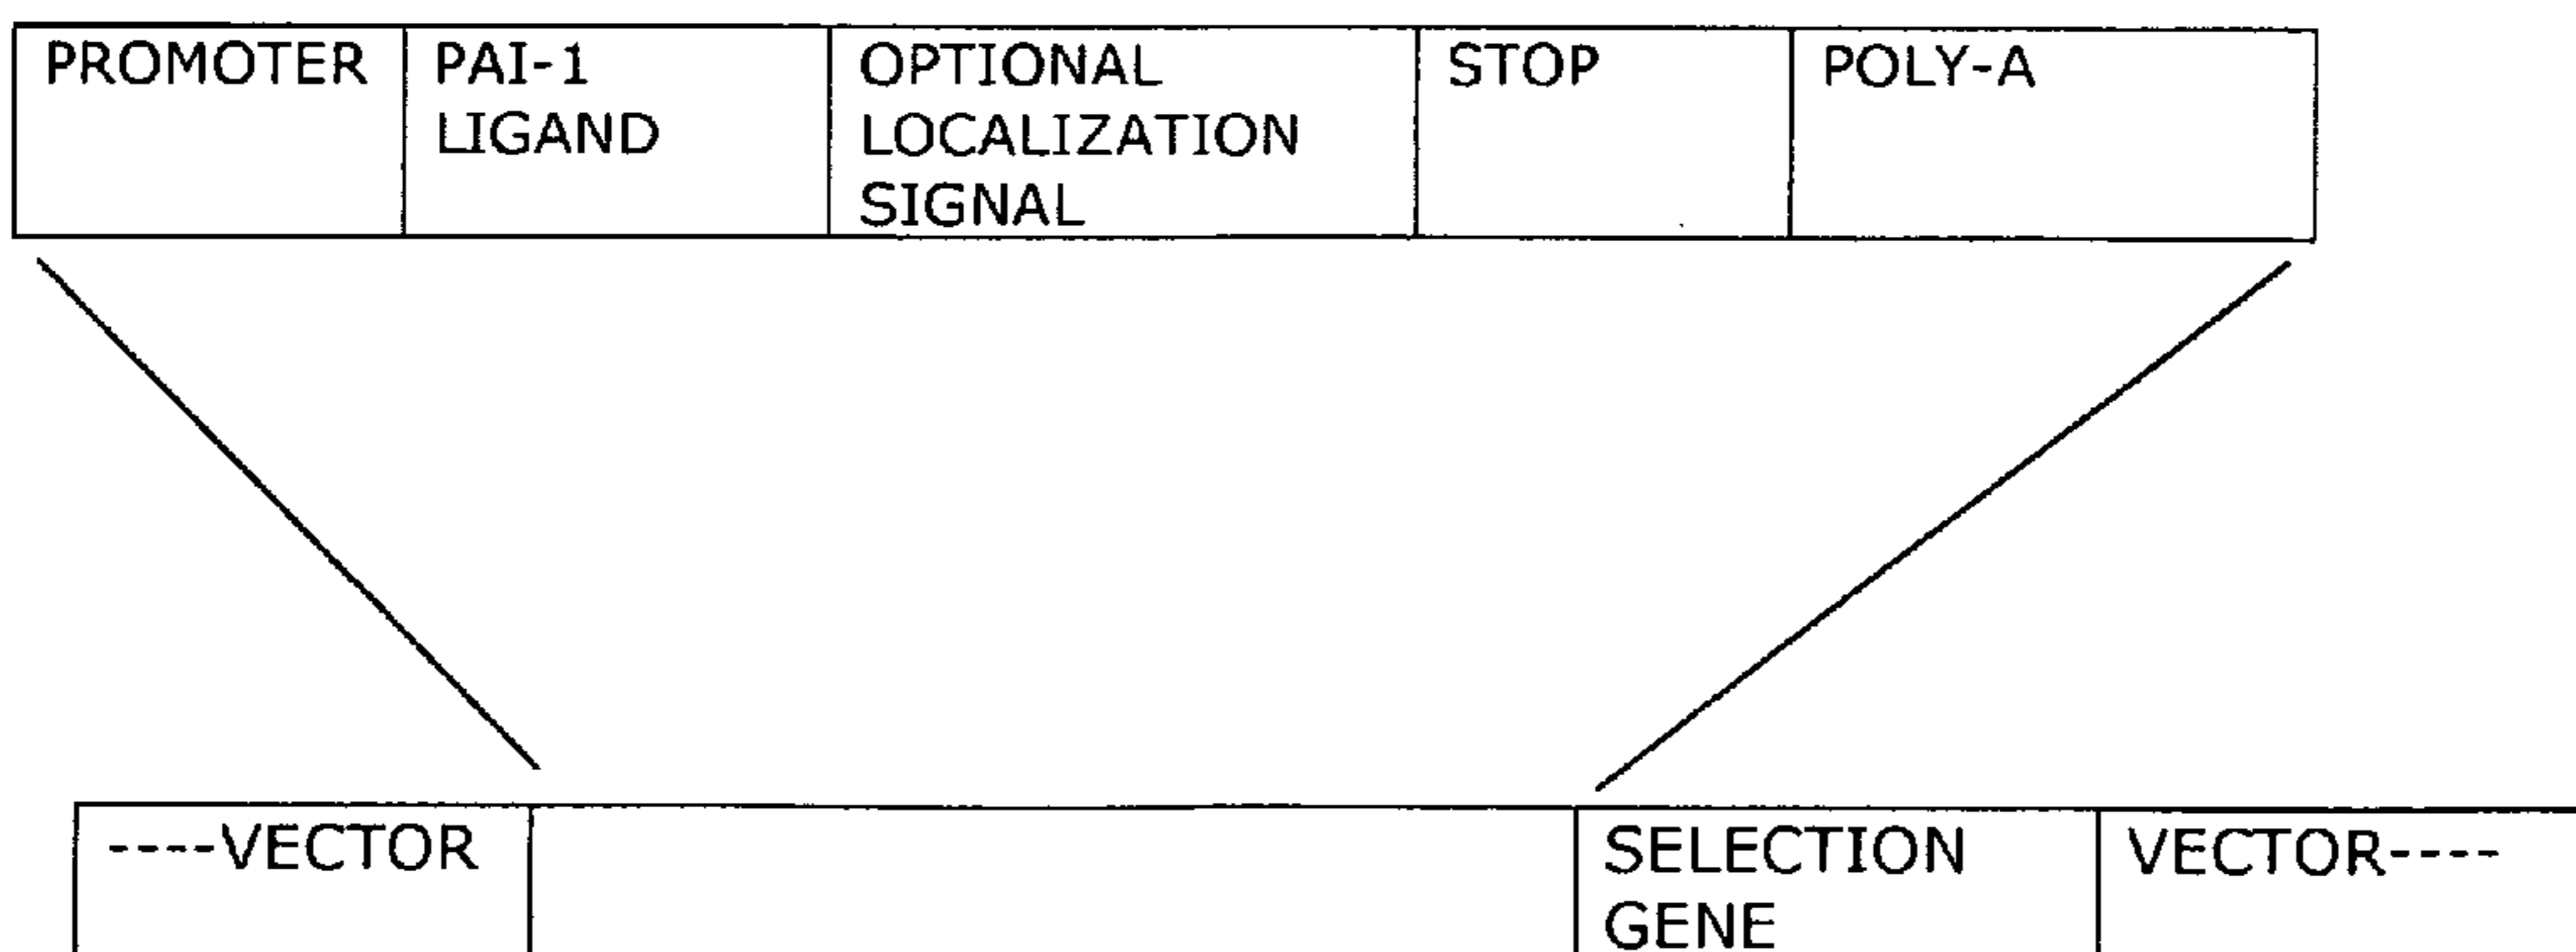 PROMOTER
PAI-1
LIGAND
OPTIONAL
LOCALIZATION
SIGNAL
STOP
POLY-A
----VECTOR
SELECTION
GENE
VECTOR----